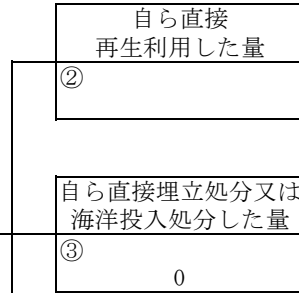 自ら直接
再生利用した量
②
自ら直接埋立処分又は
海洋投入処分した量
③
0